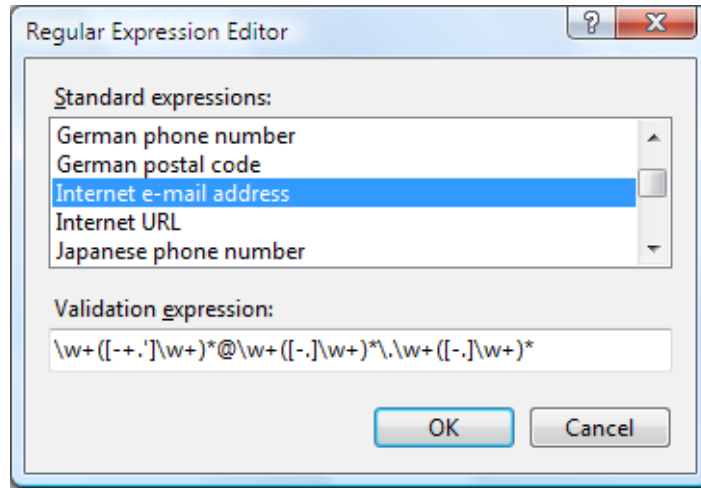 Regular Expression Editor
?
Standard expressions:
German phone number
German postal code
Internet e-mail address
Internet URL
Japanese phone number
Validation expression:
\w+([-+.']\w+)*@\w+([-.]\w+)*\.\w+([-.]\w+)*
OK Cancel